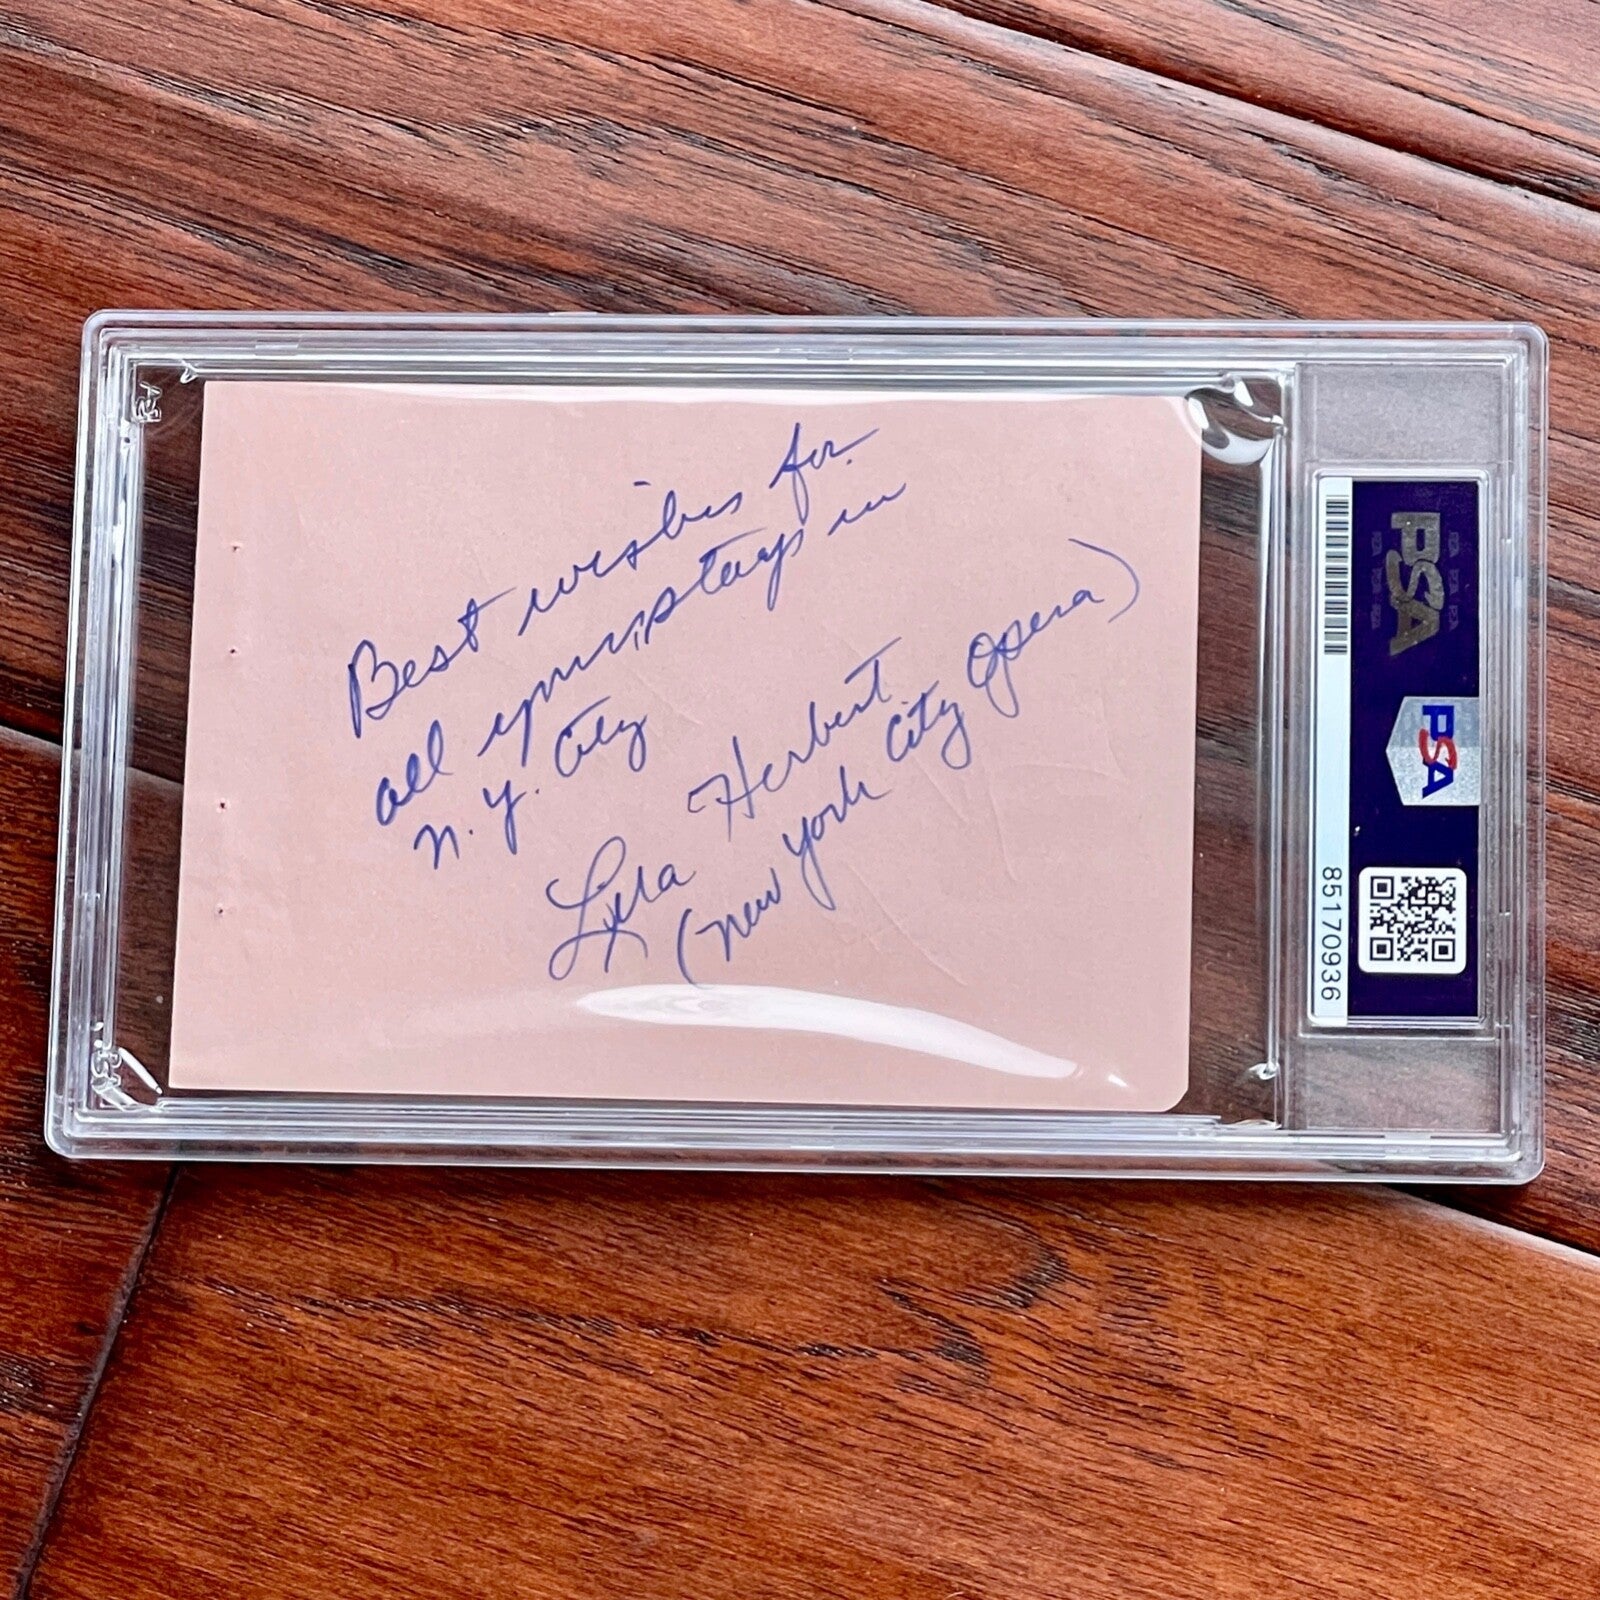 Best wishes for
all your stays in
N.Y. City
Lyla Herbert
(New York City Opera)
PSA
PSA
85170936